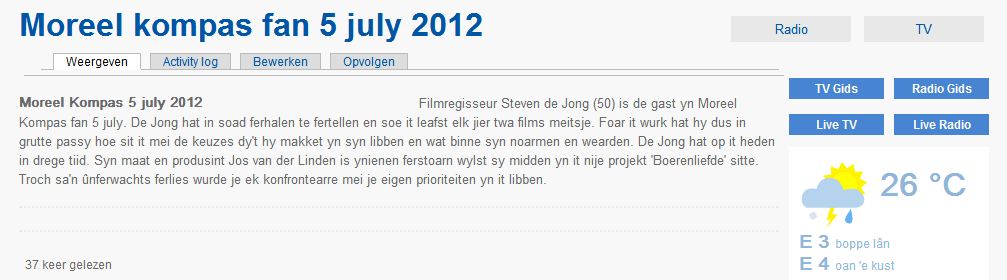 Moreel kompas fan 5 july 2012
Radio
TV
Weergeven
Activity log
Bewerken
Opvolgen
TV Gids
Radio Gids
Moreel Kompas 5 july 2012 Filmregisseur Steven de Jong (50) is de gast yn Moreel
Kompas fan 5 july. De Jong hat in soad ferhalen te fertellen en soe it leafst elk jier twa films meitsje. Foar it wurk hat hy dus in
grutte passy hoe sit it mei de keuzes dy't hy makket yn syn libben en wat binne syn noarmen en wearden. De Jong hat op it heden
in drege tiid. Syn maat en produsint Jos van der Linden is ynienen ferstoarn wylst sy midden yn it nije projekt 'Boerenliefde' sitte.
Troch sa'n ûnferwachts ferlies wurde je ek konfrontearre mei je eigen prioriteiten yn it libben.
Live TV
Live Radio
26 °C
E 3 boppe lân
E 4 oan 'e kust
37 keer gelezen